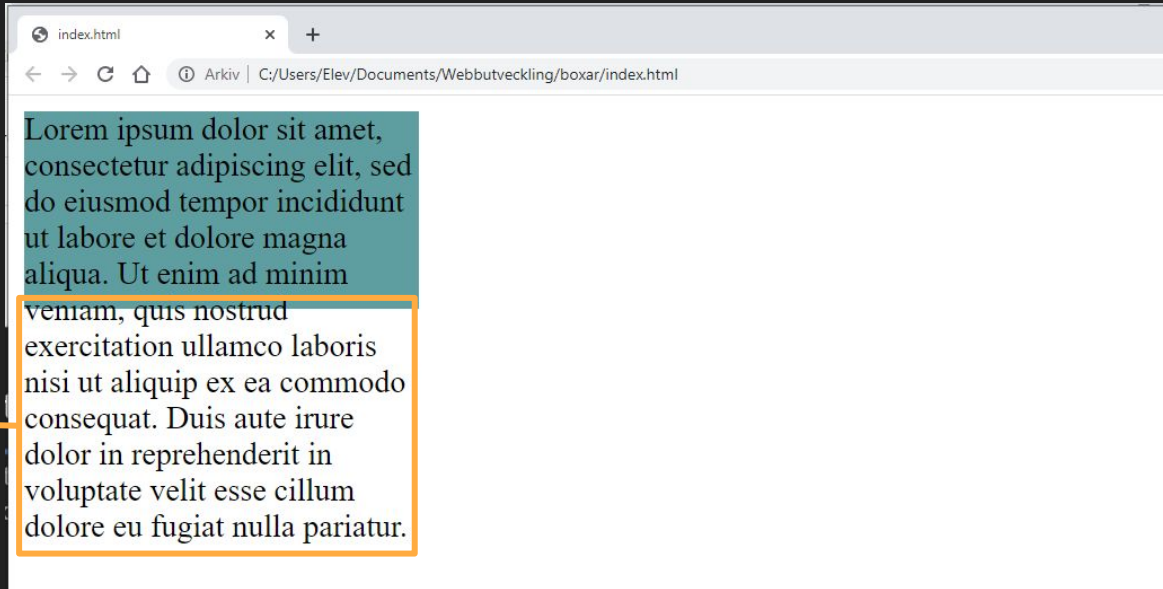 index.html
Arkiv C:/Users/Elev/Documents/Webbutveckling/boxar/index.html
Lorem ipsum dolor sit amet,
consectetur adipiscing elit, sed
do eiusmod tempor incididunt
ut labore et dolore magna
aliqua. Ut enim ad minim
veniam, quis nostrud
exercitation ullamco laboris
nisi ut aliquip ex ea commodo
consequat. Duis aute irure
dolor in reprehenderit in
voluptate velit esse cillum
dolore eu fugiat nulla pariatur.